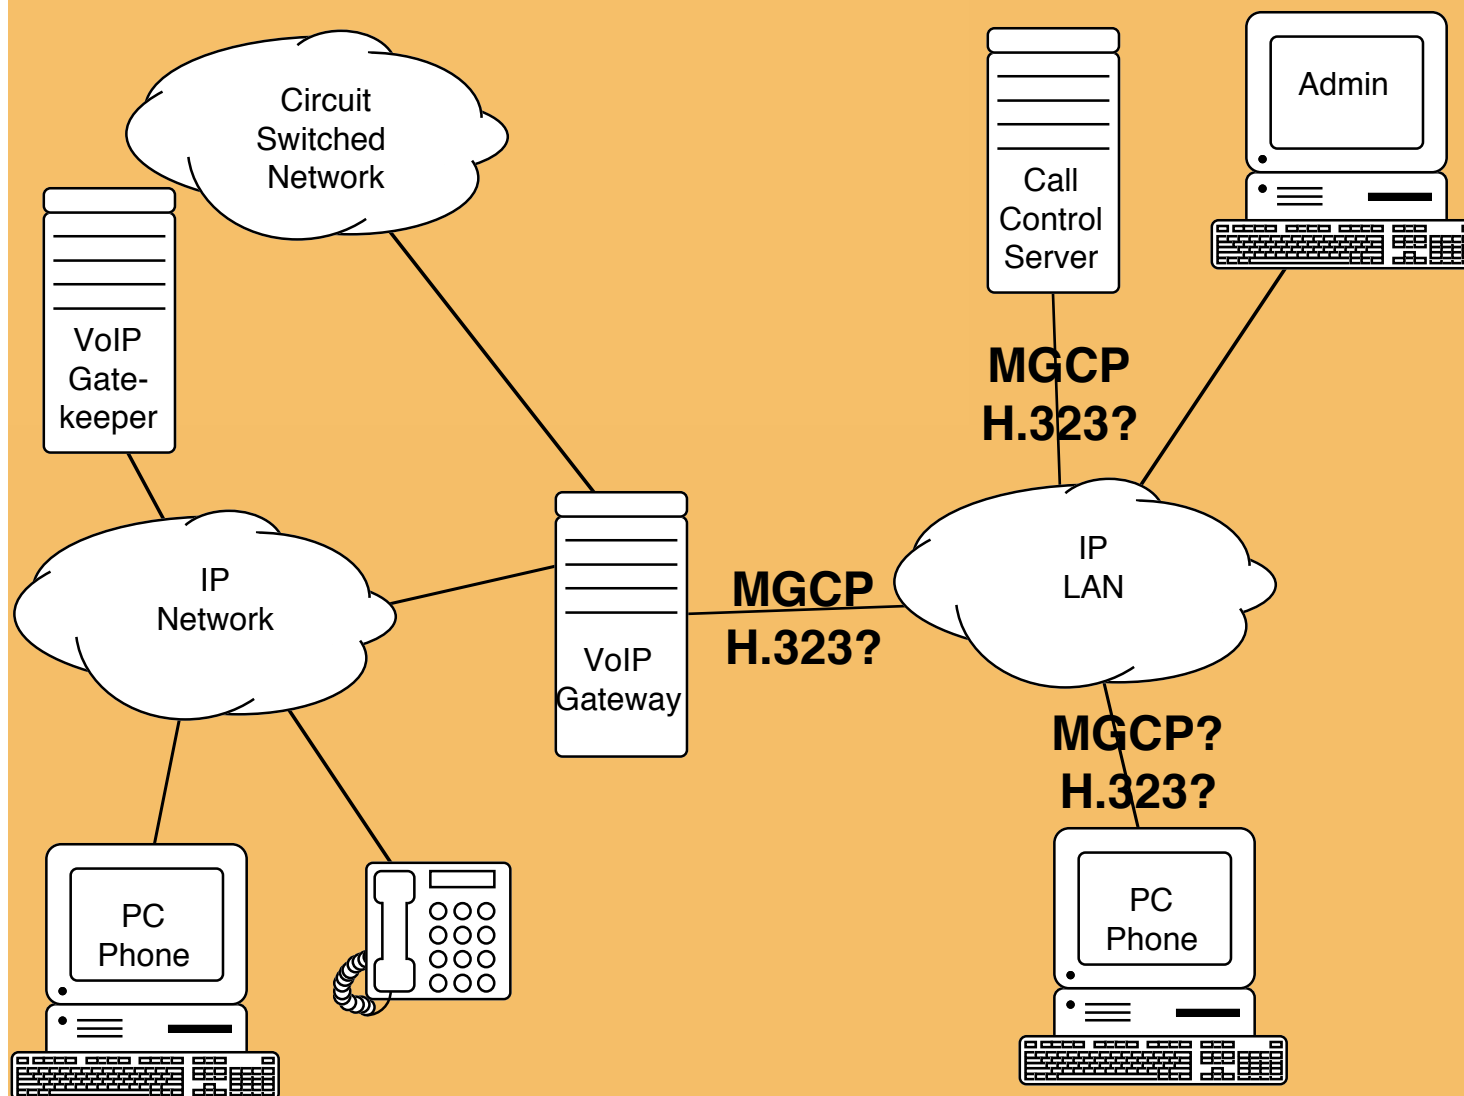 Circuit
Switched
Network
Admin
Call
Control
Server
VoIP
Gate-
keeper
MGCP
H.323?
IP
Network
VoIP
Gateway
MGCP
H.323?
IP
LAN
MGCP?
H.323?
PC
Phone
PC
Phone